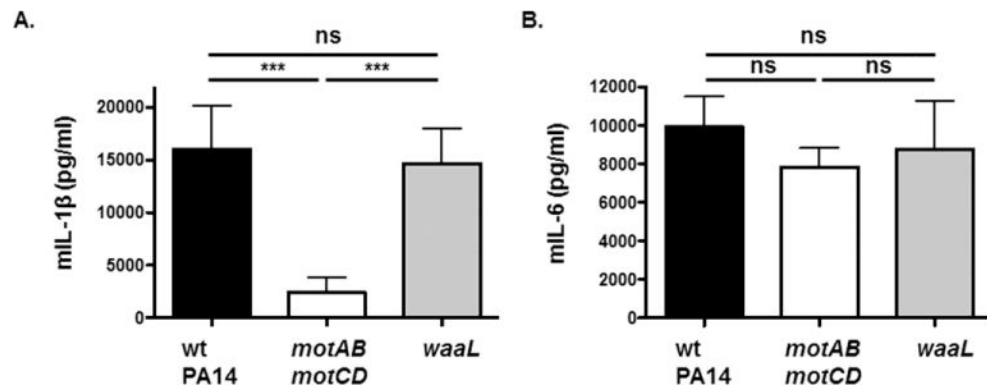 A.
ns
*** ***
mIL-1β (pg/ml)
20000
15000
10000
5000
0
wt PA14
motAB motCD
waaL
B.
ns
ns ns
mIL-6 (pg/ml)
12000
10000
8000
6000
4000
2000
0
wt PA14
motAB motCD
waaL